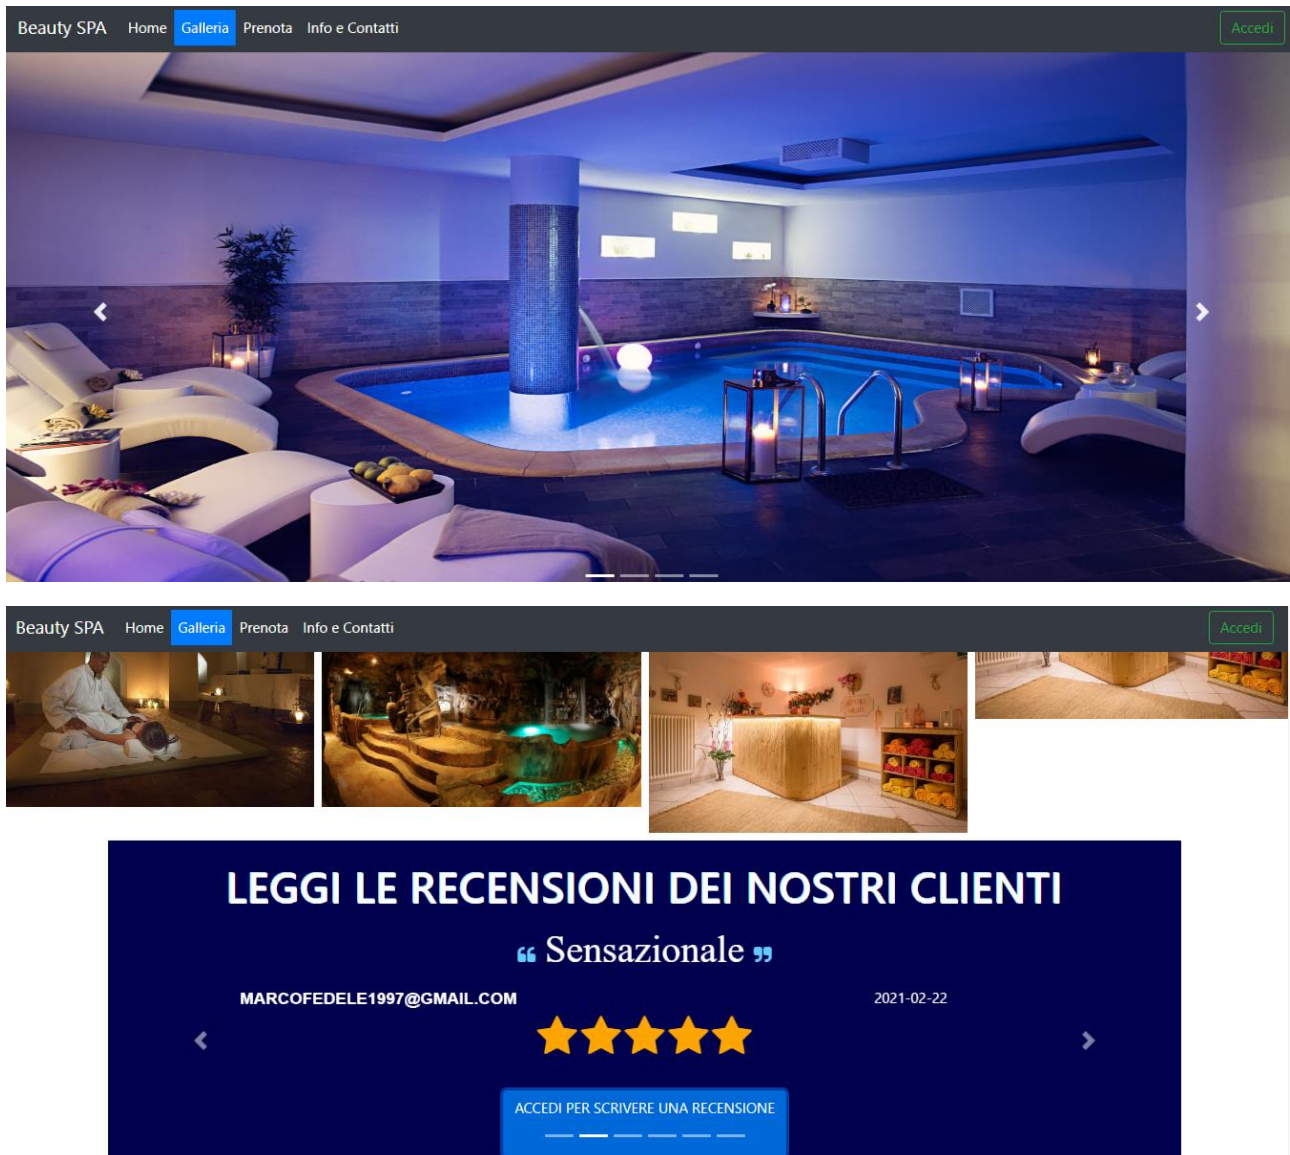 Beauty SPA Home Galleria Prenota Info e Contatti Accedi
Beauty SPA Home Galleria Prenota Info e Contatti Accedi
LEGGI LE RECENSIONI DEI NOSTRI CLIENTI
“ Sensazionale ”
MARCOFEDELE1997@GMAIL.COM 2021-02-22
ACCEDI PER SCRIVERE UNA RECENSIONE